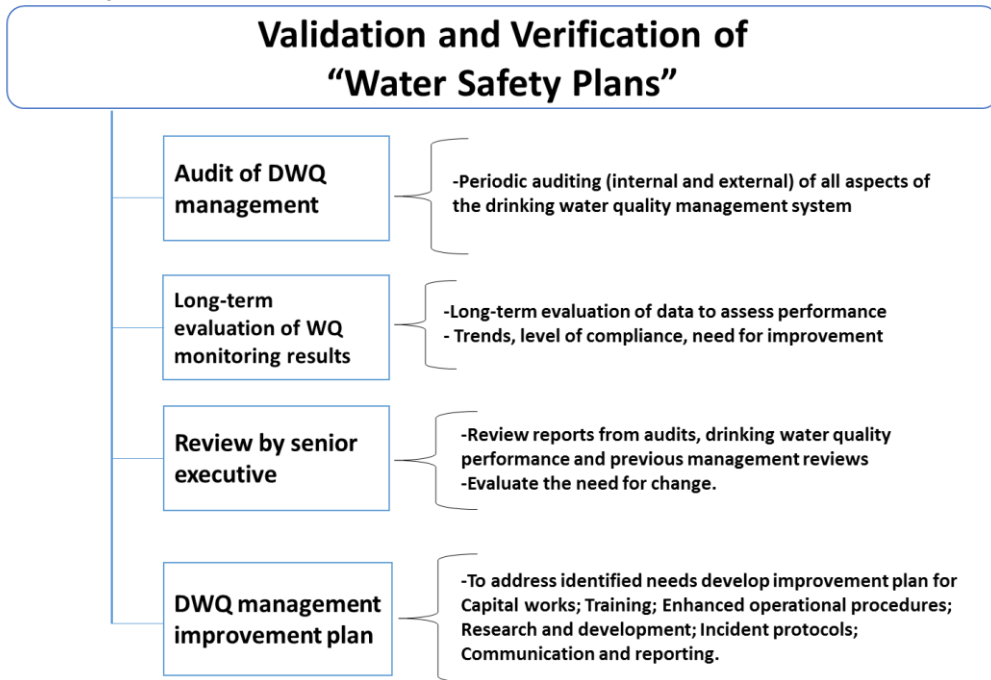 Validation and Verification of
“Water Safety Plans”
Audit of DWQ
management
-Periodic auditing (internal and external) of all aspects of
the drinking water quality management system
Long-term
evaluation of WQ
monitoring results
-Long-term evaluation of data to assess performance
- Trends, level of compliance, need for improvement
Review by senior
executive
-Review reports from audits, drinking water quality
performance and previous management reviews
-Evaluate the need for change.
DWQ management
improvement plan
-To address identified needs develop improvement plan for
Capital works; Training; Enhanced operational procedures;
Research and development; Incident protocols;
Communication and reporting.